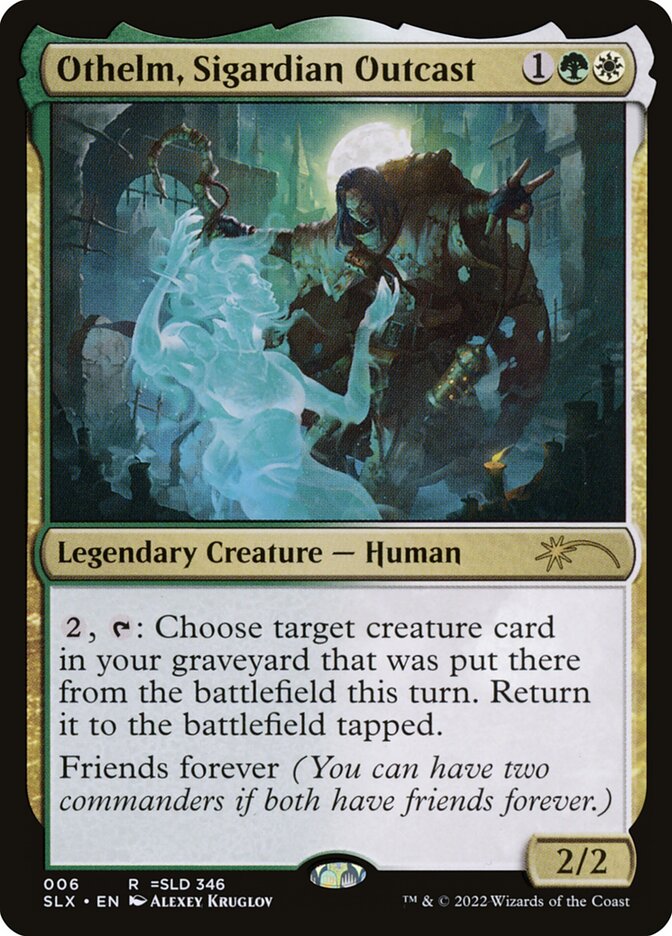 Othelm, Sigardian Outcast 1
Legendary Creature — Human
2, : Choose target creature card
in your graveyard that was put there
from the battlefield this turn. Return
it to the battlefield tapped.
Friends forever (You can have two
commanders if both have friends forever.)
2/2
006 R =SLD 346
SLX • EN Alexey Kruglov
™ & © 2022 Wizards of the Coast